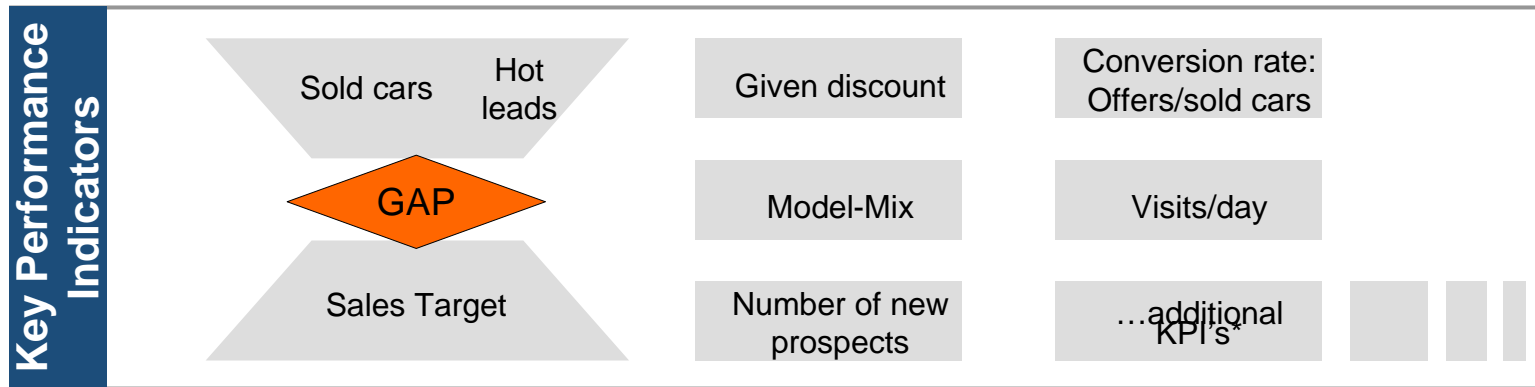 Key Performance
Indicators
Sold cars
Hot
leads
GAP
Sales Target
Given discount
Model-Mix
Number of new
prospects
Conversion rate:
Offers/sold cars
Visits/day
…additional
KPI's*